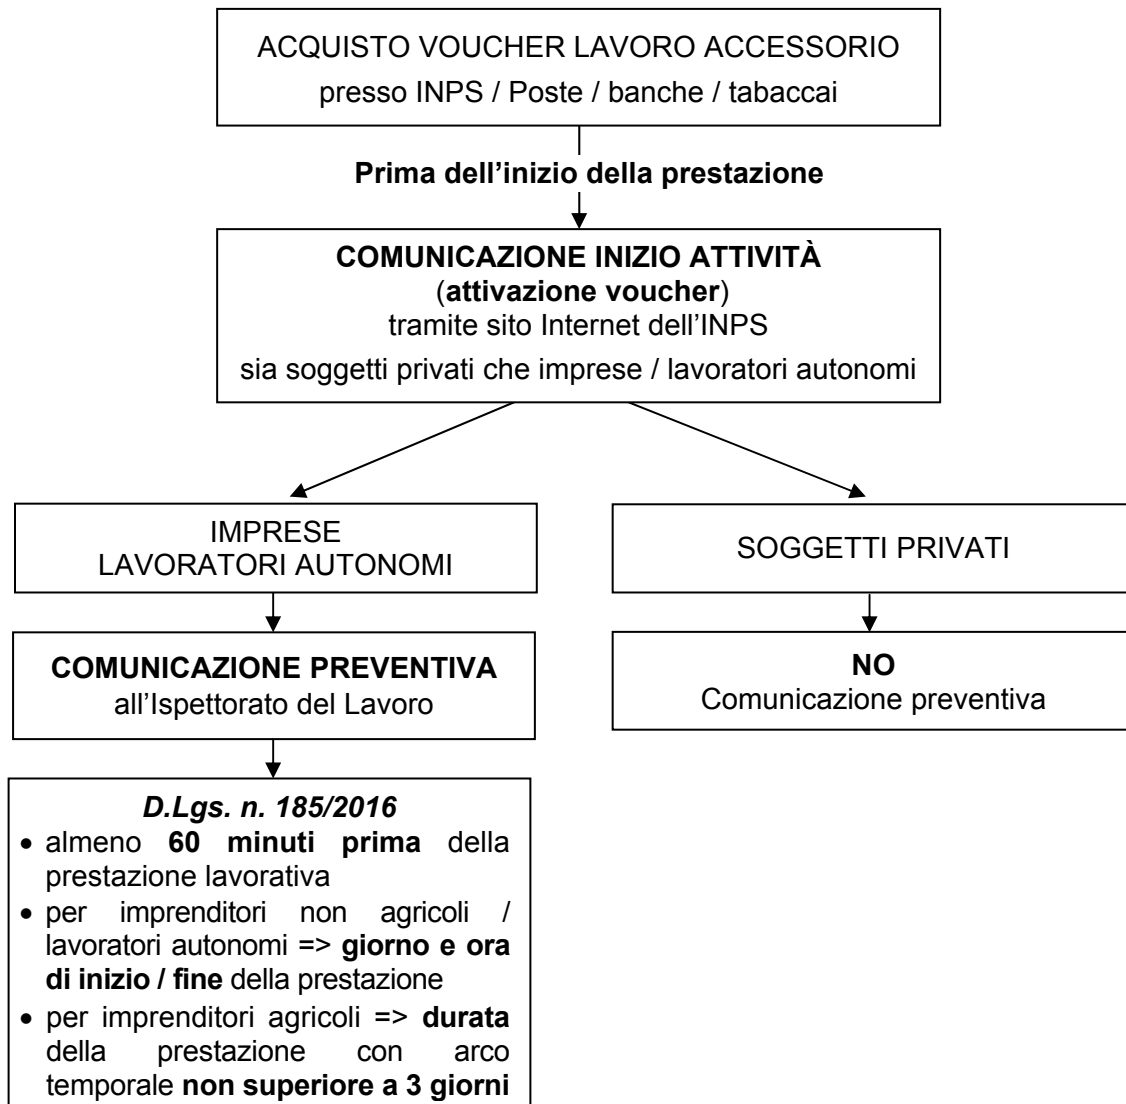 ACQUISTO VOUCHER LAVORO ACCESSORIO
presso INPS / Poste / banche / tabaccai
Prima dell’inizio della prestazione
COMUNICAZIONE INIZIO ATTIVITÀ
(attivazione voucher)
tramite sito Internet dell’INPS
sia soggetti privati che imprese / lavoratori autonomi
IMPRESE
LAVORATORI AUTONOMI
SOGGETTI PRIVATI
COMUNICAZIONE PREVENTIVA
all’Ispettorato del Lavoro
NO
Comunicazione preventiva
D.Lgs. n. 185/2016
• almeno 60 minuti prima della
prestazione lavorativa
• per imprenditori non agricoli /
lavoratori autonomi => giorno e ora
di inizio / fine della prestazione
• per imprenditori agricoli => durata
della prestazione con arco
temporale non superiore a 3 giorni